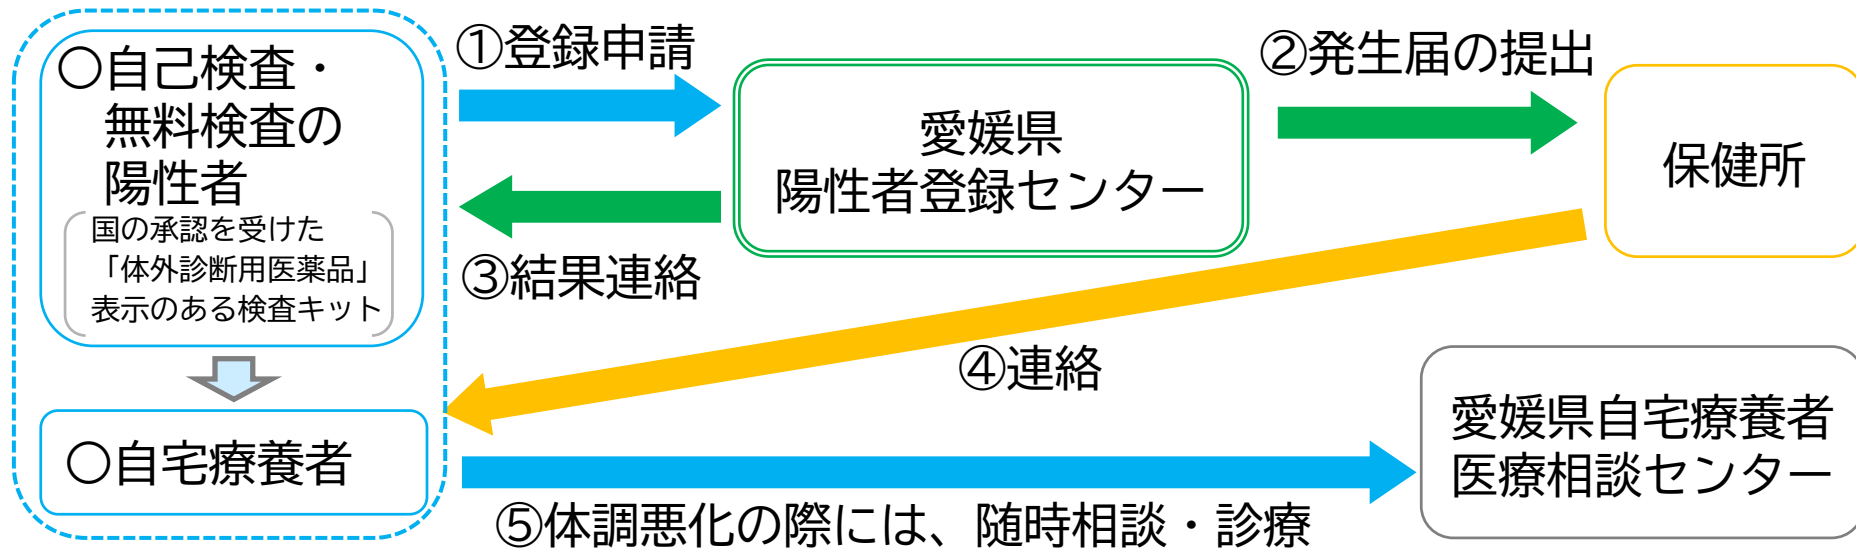 〇自己検査・
無料検査の
陽性者
国の承認を受けた
「体外診断用医薬品」
表示のある検査キット
〇自宅療養者
①登録申請
③結果連絡
愛媛県
陽性者登録センター
②発生届の提出
保健所
④連絡
⑤体調悪化の際には、随時相談・診療
愛媛県自宅療養者
医療相談センター